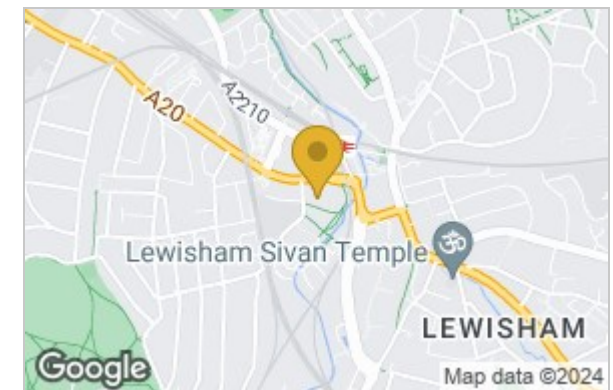 A20
A2210
Lewisham Sivan Temple
ॐ
LEWISHAM
Google
Map data ©2024